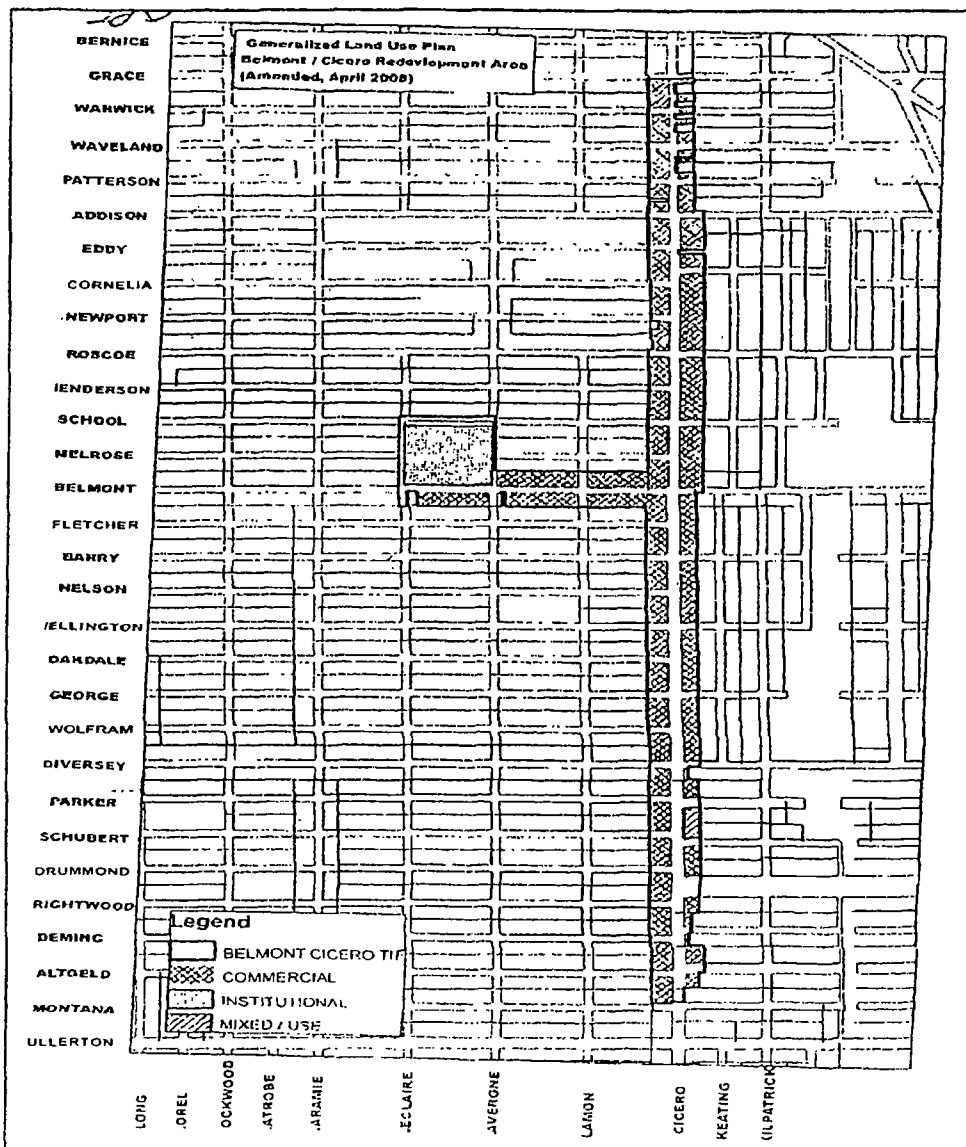 Generalized Land Use Plan
Belmont / Cicero Redevlopment Area
(Amended, April 2008)
BERNICE
GRACE
WARWICK
WAVELAND
PATTERSON
ADDISON
EDDY
CORNELIA
NEWPORT
ROSCOE
IENDERSON
SCHOOL
MELROSE
BELMONT
FLETCHER
BARRY
NELSON
/ELLINGTON
OAKDALE
GEORGE
WOLFRAM
DIVERSEY
PARKER
SCHUBERT
DRUMMOND
RIGHTWOOD
DEMING
ALTGELD
MONTANA
ULLERTON
Legend
BELMONT CICERO TIF
COMMERCIAL
INSTITUTIONAL
MIXED / USE
LONG
.OREL
OCKWOOD
.ATROBE
.ARAMIE
.ECLAIRE
AVERGNE
LAMON
CICERO
KEATING
(ILPATRICK